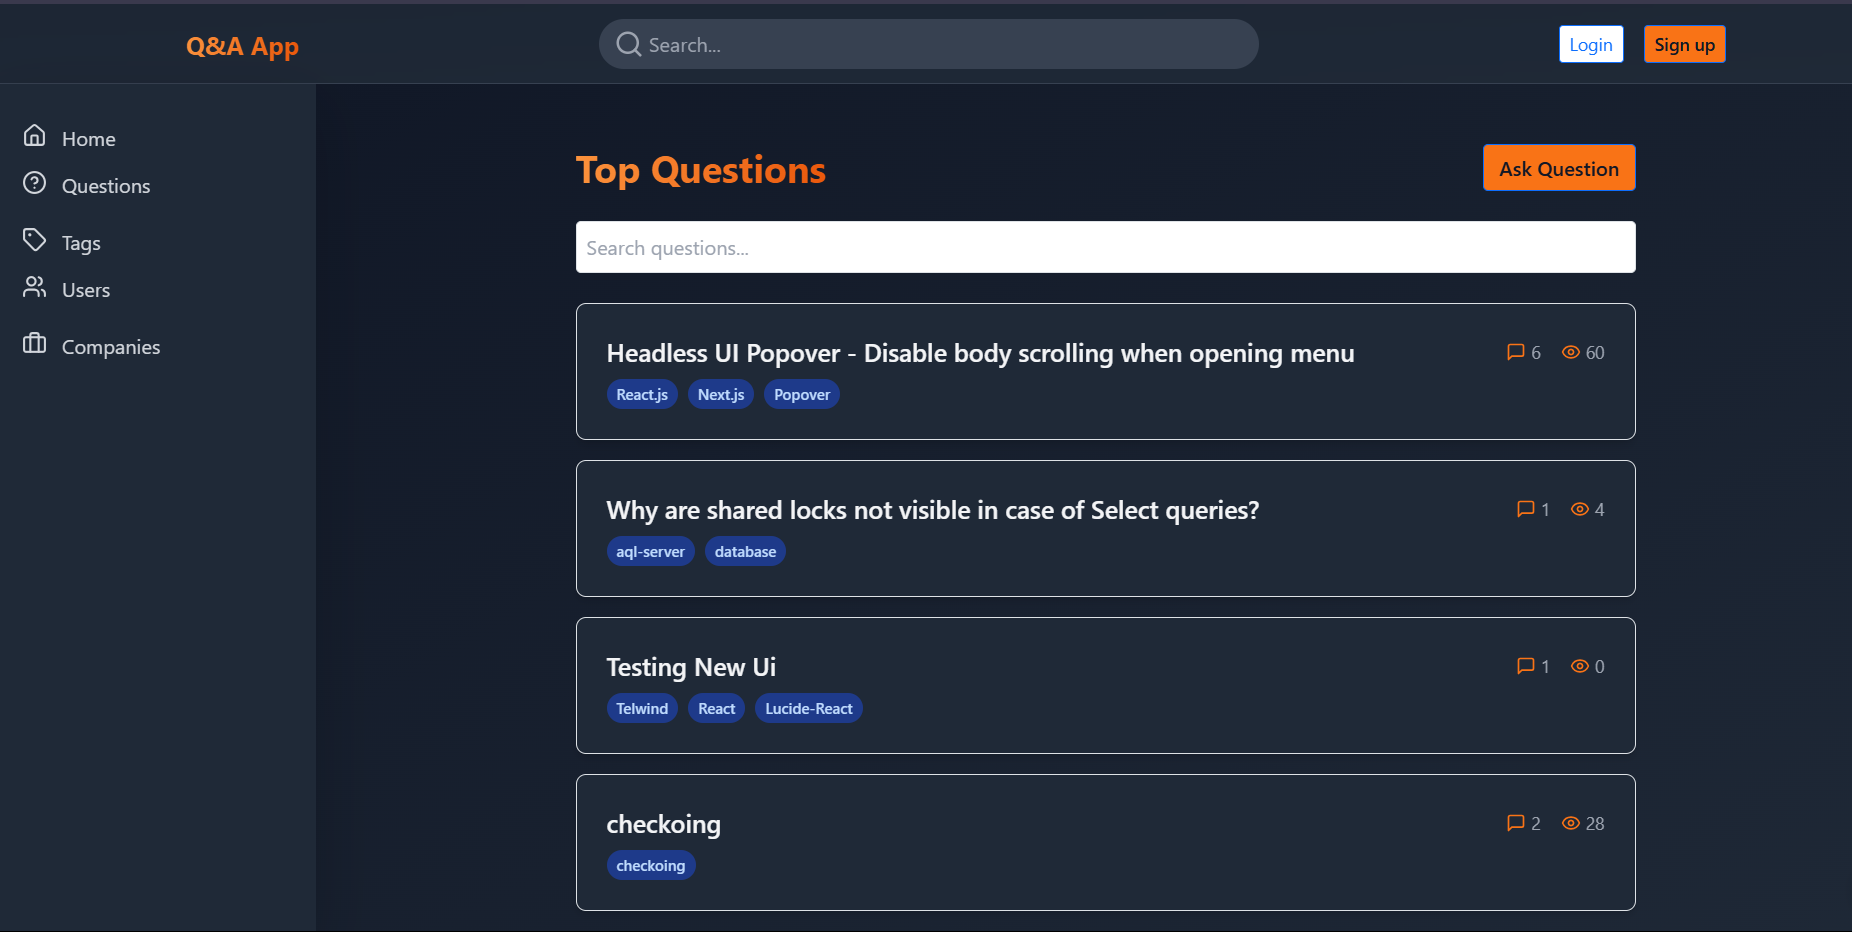 Q&A App
Search...
Login
Sign up
Home
Questions
Tags
Users
Companies
Top Questions
Ask Question
Search questions...
Headless UI Popover - Disable body scrolling when opening menu
6
60
React.js
Next.js
Popover
Why are shared locks not visible in case of Select queries?
1
4
aql-server
database
Testing New Ui
1
0
Telwind
React
Lucide-React
checkoing
2
28
checkoing